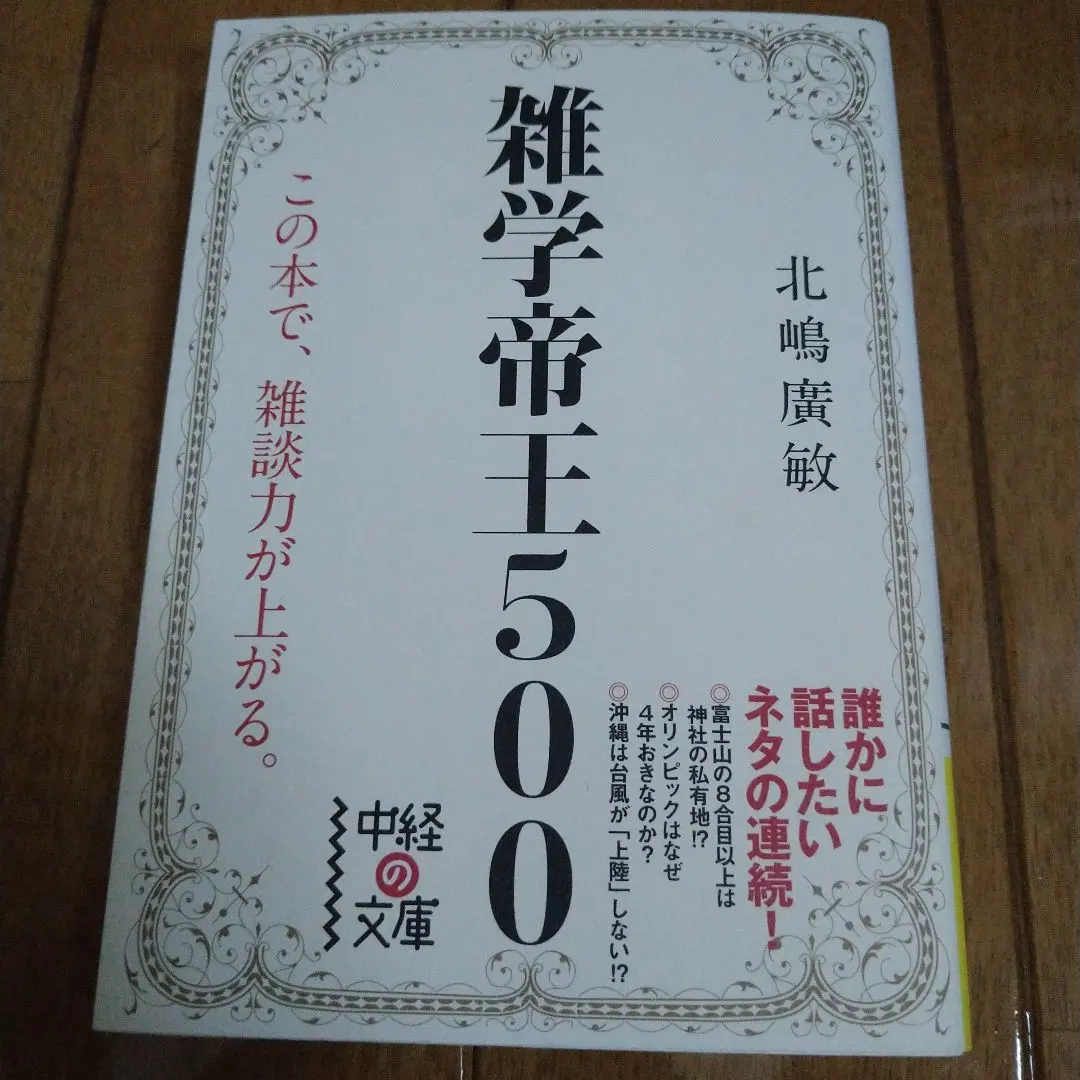 北嶋廣敏
雑学帝王500
この本で、雑談力が上がる。
誰かに
話したい
ネタの連続!
◎富士山の8合目以上は
神社の私有地!?
◎オリンピックはなぜ
4年おきなのか?
◎沖縄は台風が「上陸」しない!?
中経
の
文庫